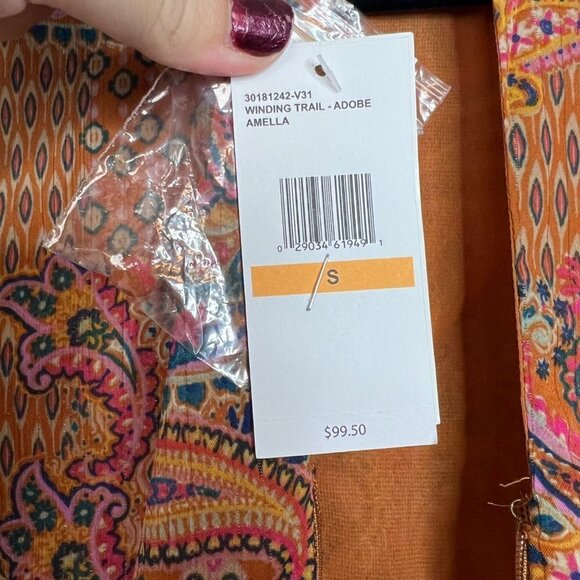 30181242-V31
WINDING TRAIL - ADOBE
AMELLA
0 29034 61949 1
S
$99.50